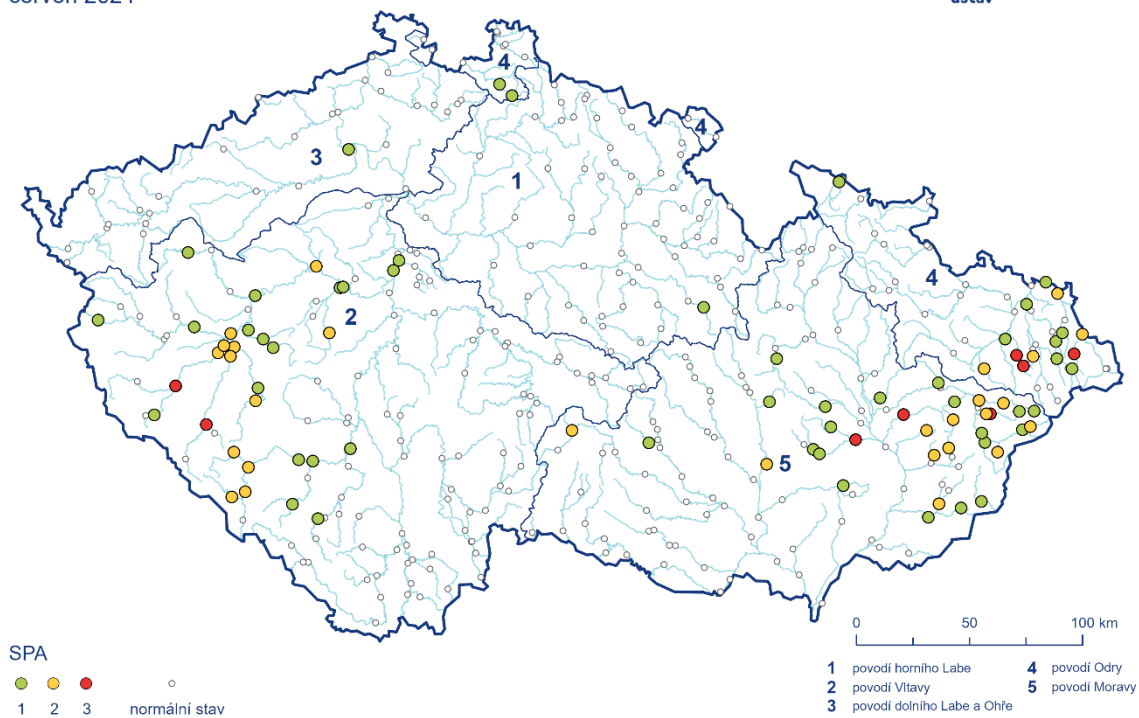 4
4
3
1
4
2
5
0 50 100 km
SPA
1 2 3 normální stav
1 povodí horního Labe
2 povodí Vltavy
3 povodí dolního Labe a Ohře
4 povodí Odry
5 povodí Moravy